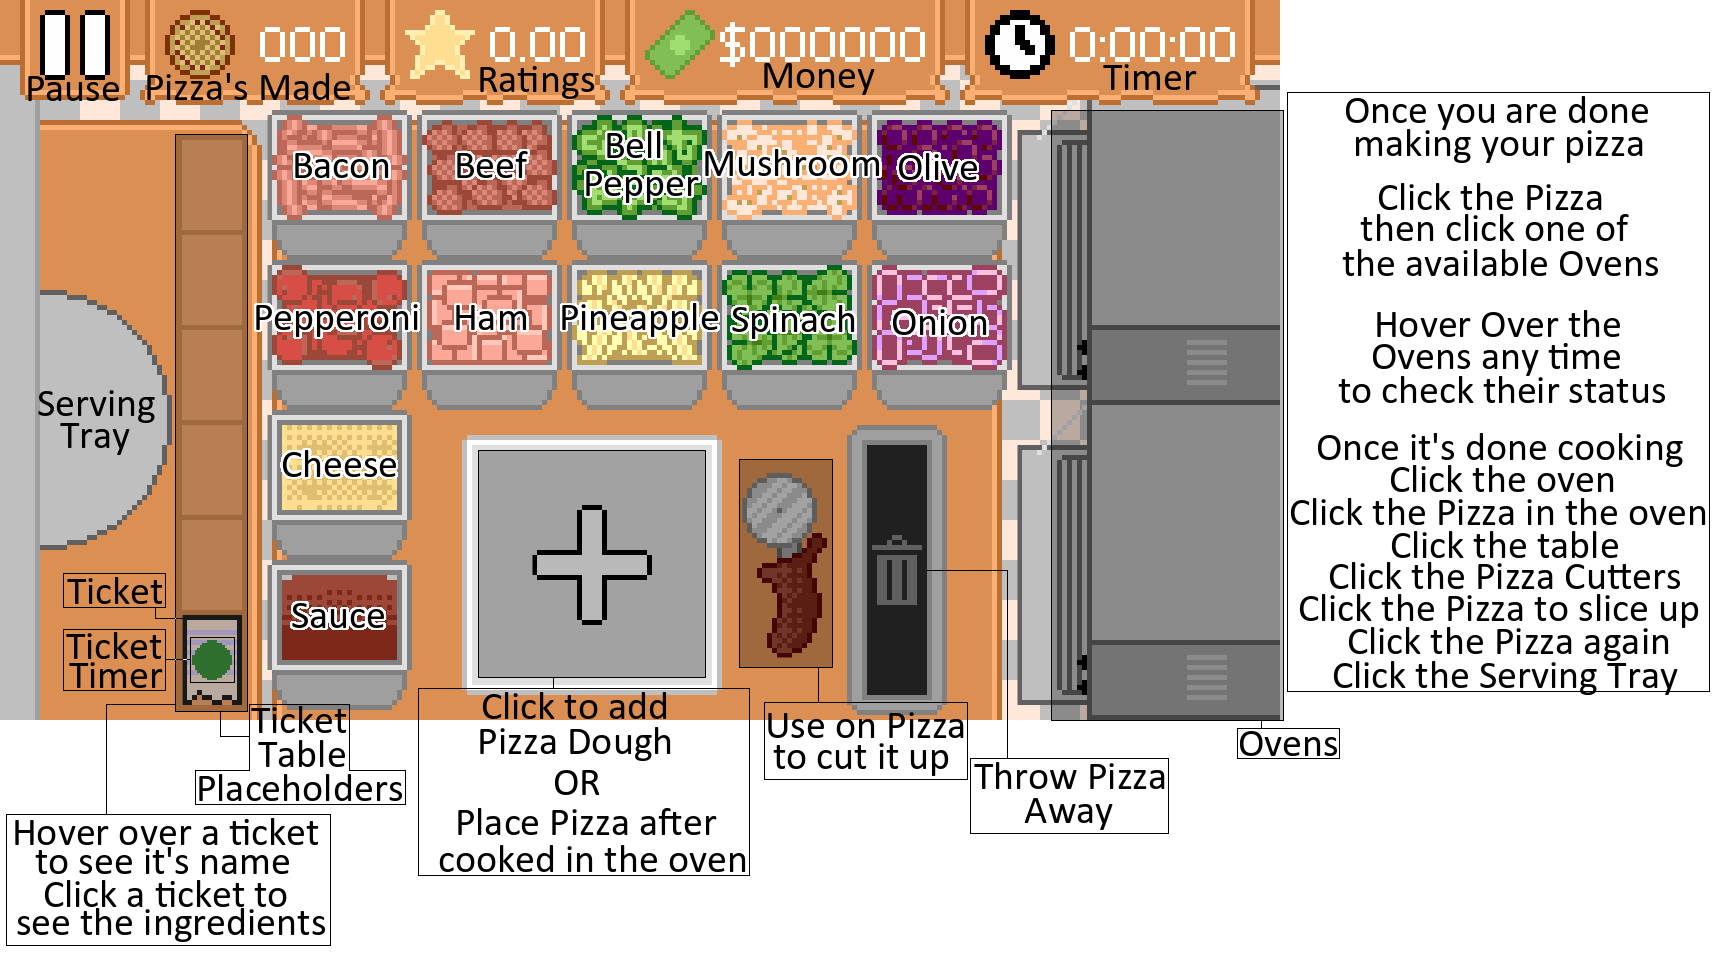 000
0.00
$000000
0:00:00
Pause
Pizza's Made
Ratings
Money
Timer
Bacon
Beef
Bell
Pepper
Mushroom
Olive
Pepperoni
Ham
Pineapple
Spinach
Onion
Serving
Tray
Cheese
Sauce
Ticket
Ticket
Timer
Ticket
Table
Placeholders
Hover over a ticket
to see it's name
Click a ticket to
see the ingredients
Click to add
Pizza Dough
OR
Place Pizza after
cooked in the oven
Use on Pizza
to cut it up
Throw Pizza
Away
Ovens
Once you are done
making your pizza
Click the Pizza
then click one of
the available Ovens
Hover Over the
Ovens any time
to check their status
Once it's done cooking
Click the oven
Click the Pizza in the oven
Click the table
Click the Pizza Cutters
Click the Pizza to slice up
Click the Pizza again
Click the Serving Tray